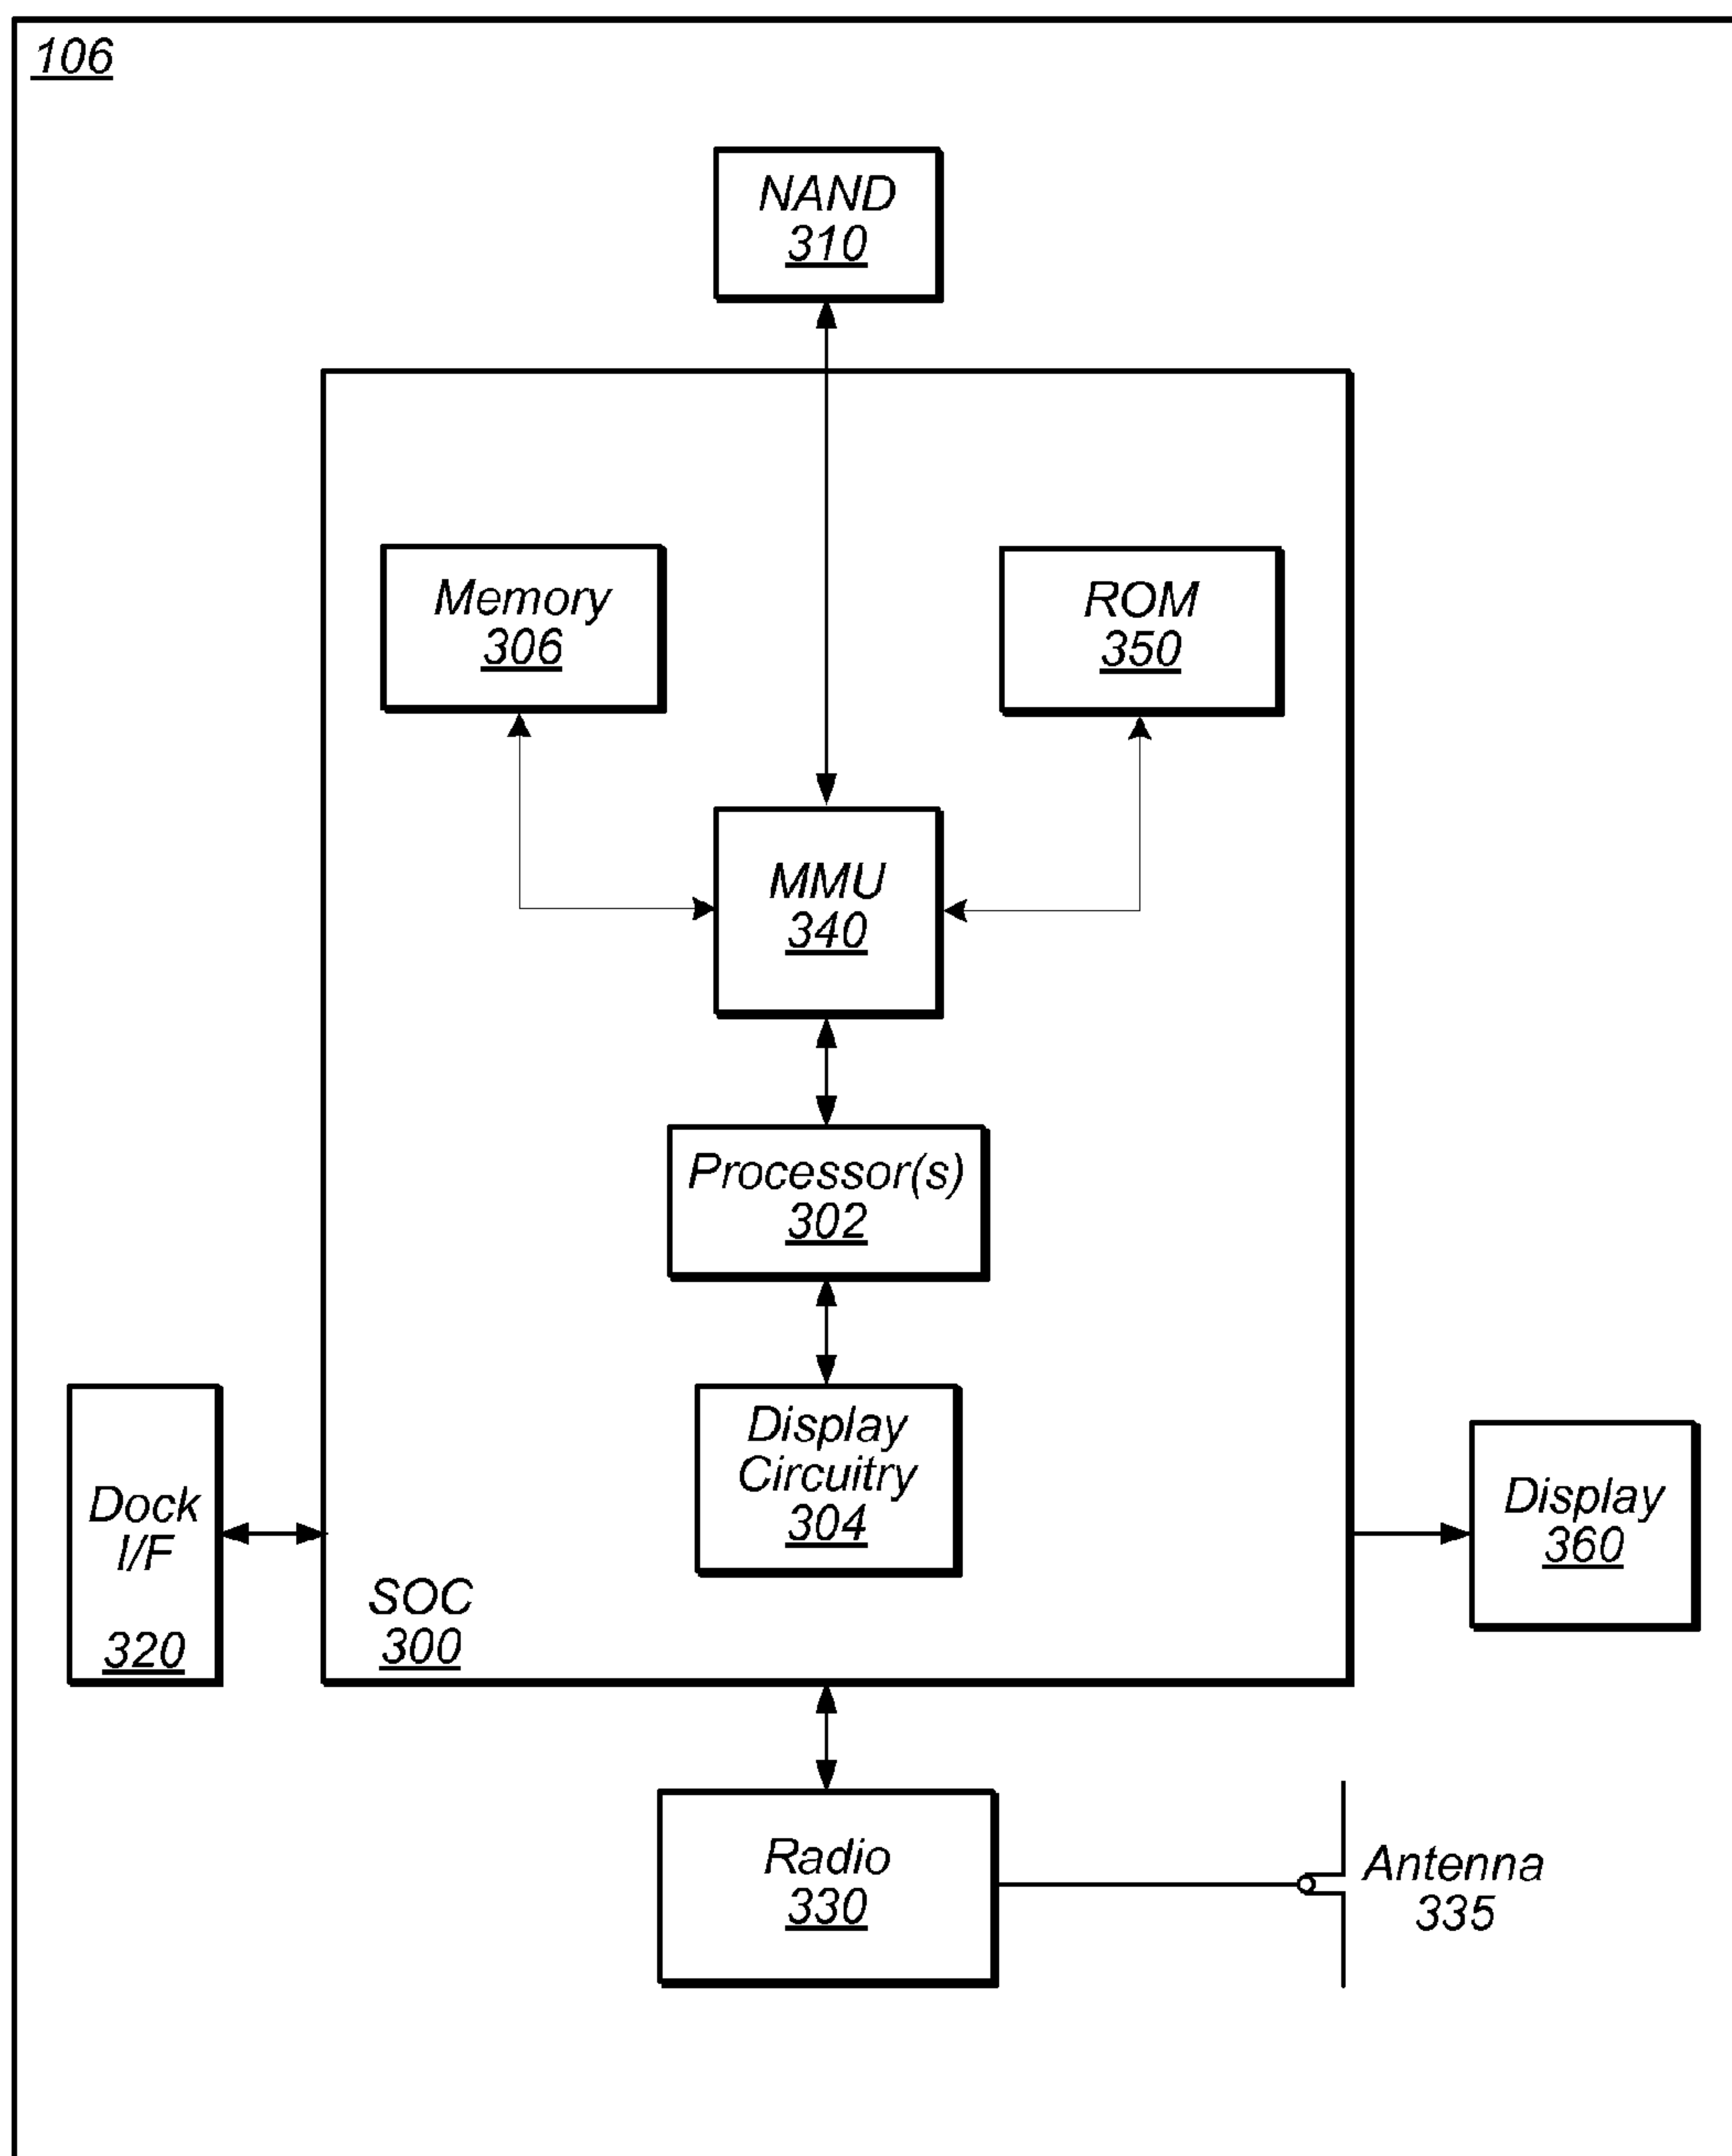 106
NAND
310
Memory
306
ROM
350
MMU
340
Processor(s)
302
Display
Circuitry
304
Dock
I/F
320
SOC
300
Display
360
Radio
330
Antenna
335